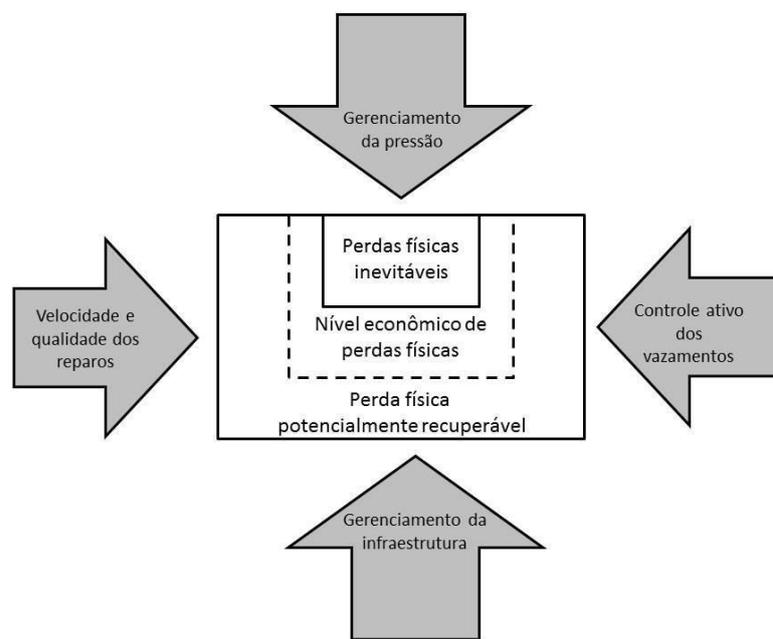 Gerenciamento
da pressão
Perdas físicas
inevitáveis
Velocidade e
qualidade dos
reparos
Nível econômico de
perdas físicas
Controle ativo
dos
vazamentos
Perda física
potencialmente recuperável
Gerenciamento da
infraestrutura